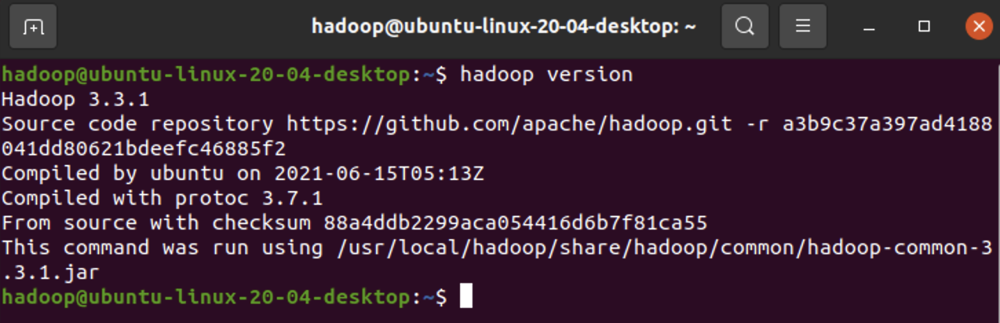 hadoop@ubuntu-linux-20-04-desktop: ~
hadoop@ubuntu-linux-20-04-desktop:~$ hadoop version
Hadoop 3.3.1
Source code repository https://github.com/apache/hadoop.git -r a3b9c37a397ad4188
041dd80621bdeefc46885f2
Compiled by ubuntu on 2021-06-15T05:13Z
Compiled with protoc 3.7.1
From source with checksum 88a4ddb2299aca054416d6b7f81ca55
This command was run using /usr/local/hadoop/share/hadoop/common/hadoop-common-3
.3.1.jar
hadoop@ubuntu-linux-20-04-desktop:~$